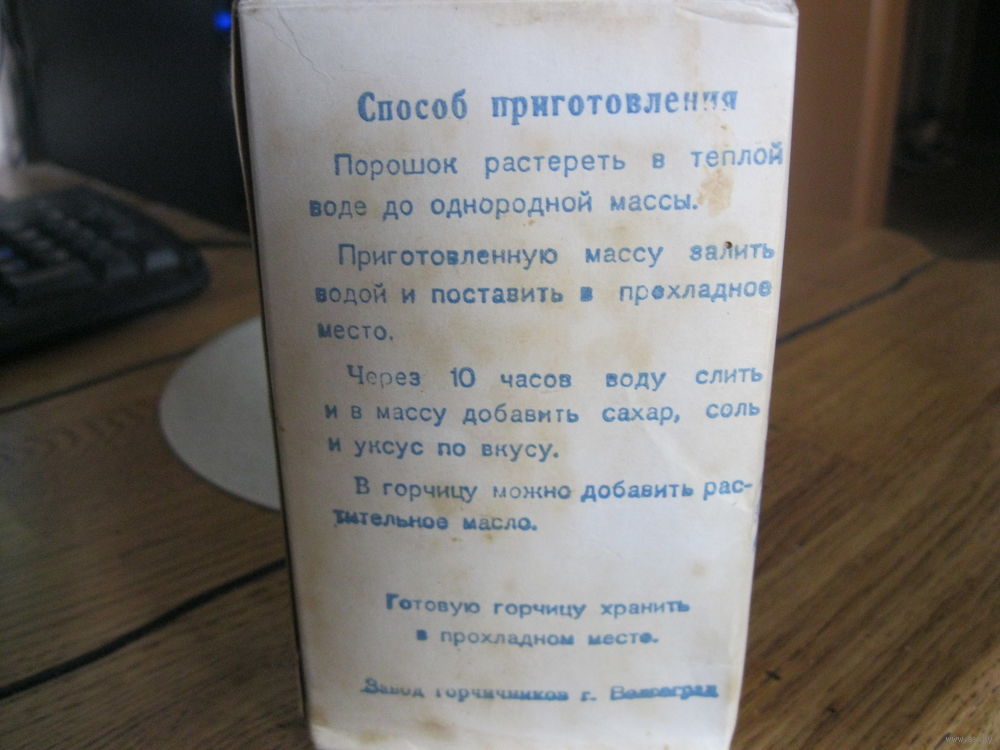 Способ приготовления
Порошок растереть в теплой
воде до однородной массы.
Приготовленную массу залить
водой и поставить в прохладное
место.
Через 10 часов воду слить
и в массу добавить сахар, соль
и уксус по вкусу.
В горчицу можно добавить рас-
тительное масло.
Готовую горчицу хранить
в прохладном месте.
Завод горчичников г. Волгоград